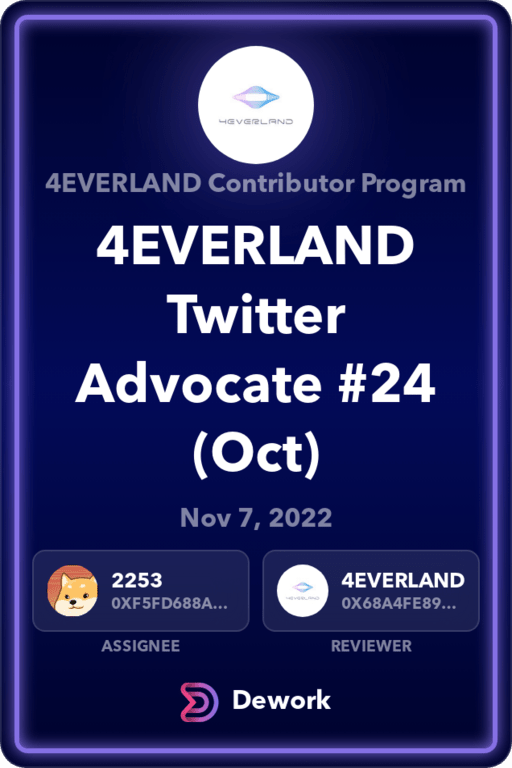 4EVERLAND
4EVERLAND Contributor Program
4EVERLAND
Twitter
Advocate #24
(Oct)
Nov 7, 2022
2253
0XF5FD688A...
4EVERLAND
4EVERLAND
0X68A4FE89...
ASSIGNEE
REVIEWER
Dework